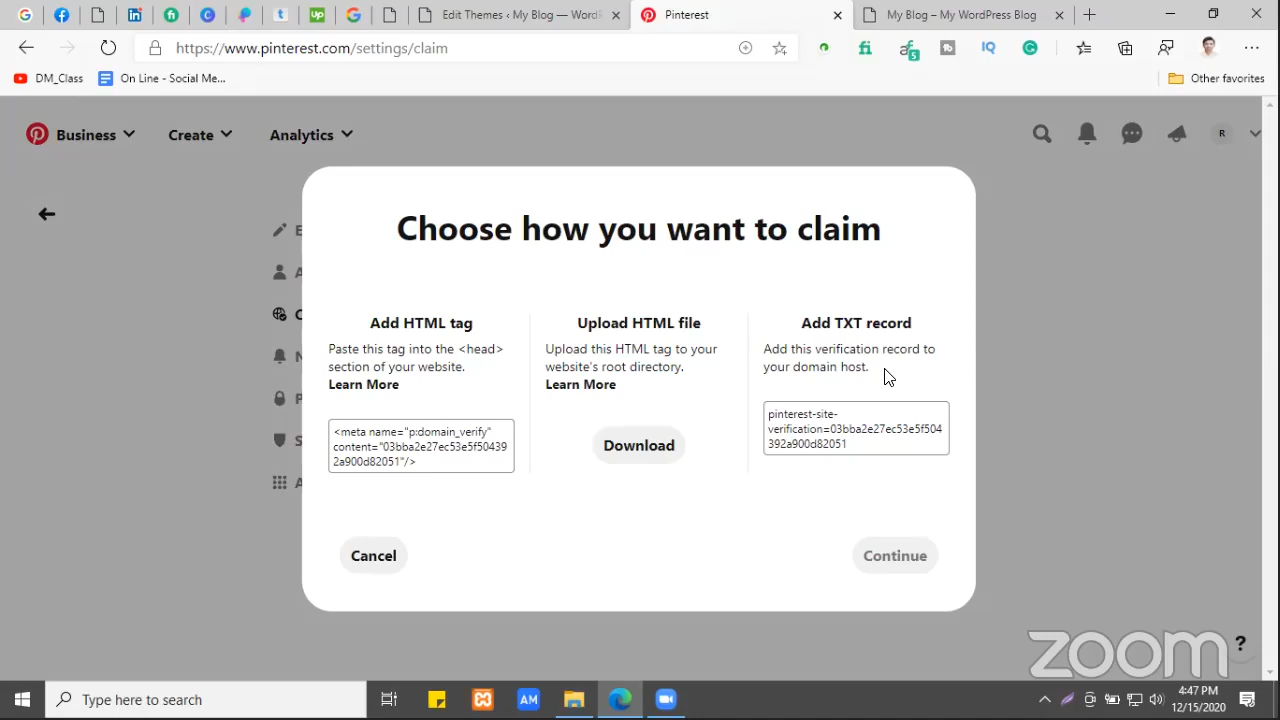 Edit Themes ‹ My Blog — WordP
Pinterest
My Blog – My WordPress Blog
https://www.pinterest.com/settings/claim
5
IQ
DM_Class
On Line - Social Me...
Other favorites
Business
Create
Analytics
R
Choose how you want to claim
Add HTML tag
Paste this tag into the <head>
section of your website.
Learn More
<meta name="p:domain_verify"
content="03bba2e27ec53e5f50439
2a900d82051"/>
Upload HTML file
Upload this HTML tag to your
website's root directory.
Learn More
Download
Add TXT record
Add this verification record to
your domain host.
pinterest-site-
verification=03bba2e27ec53e5f504
392a900d82051
Cancel
Continue
zoom
?
Type here to search
AM
4:47 PM
12/15/2020